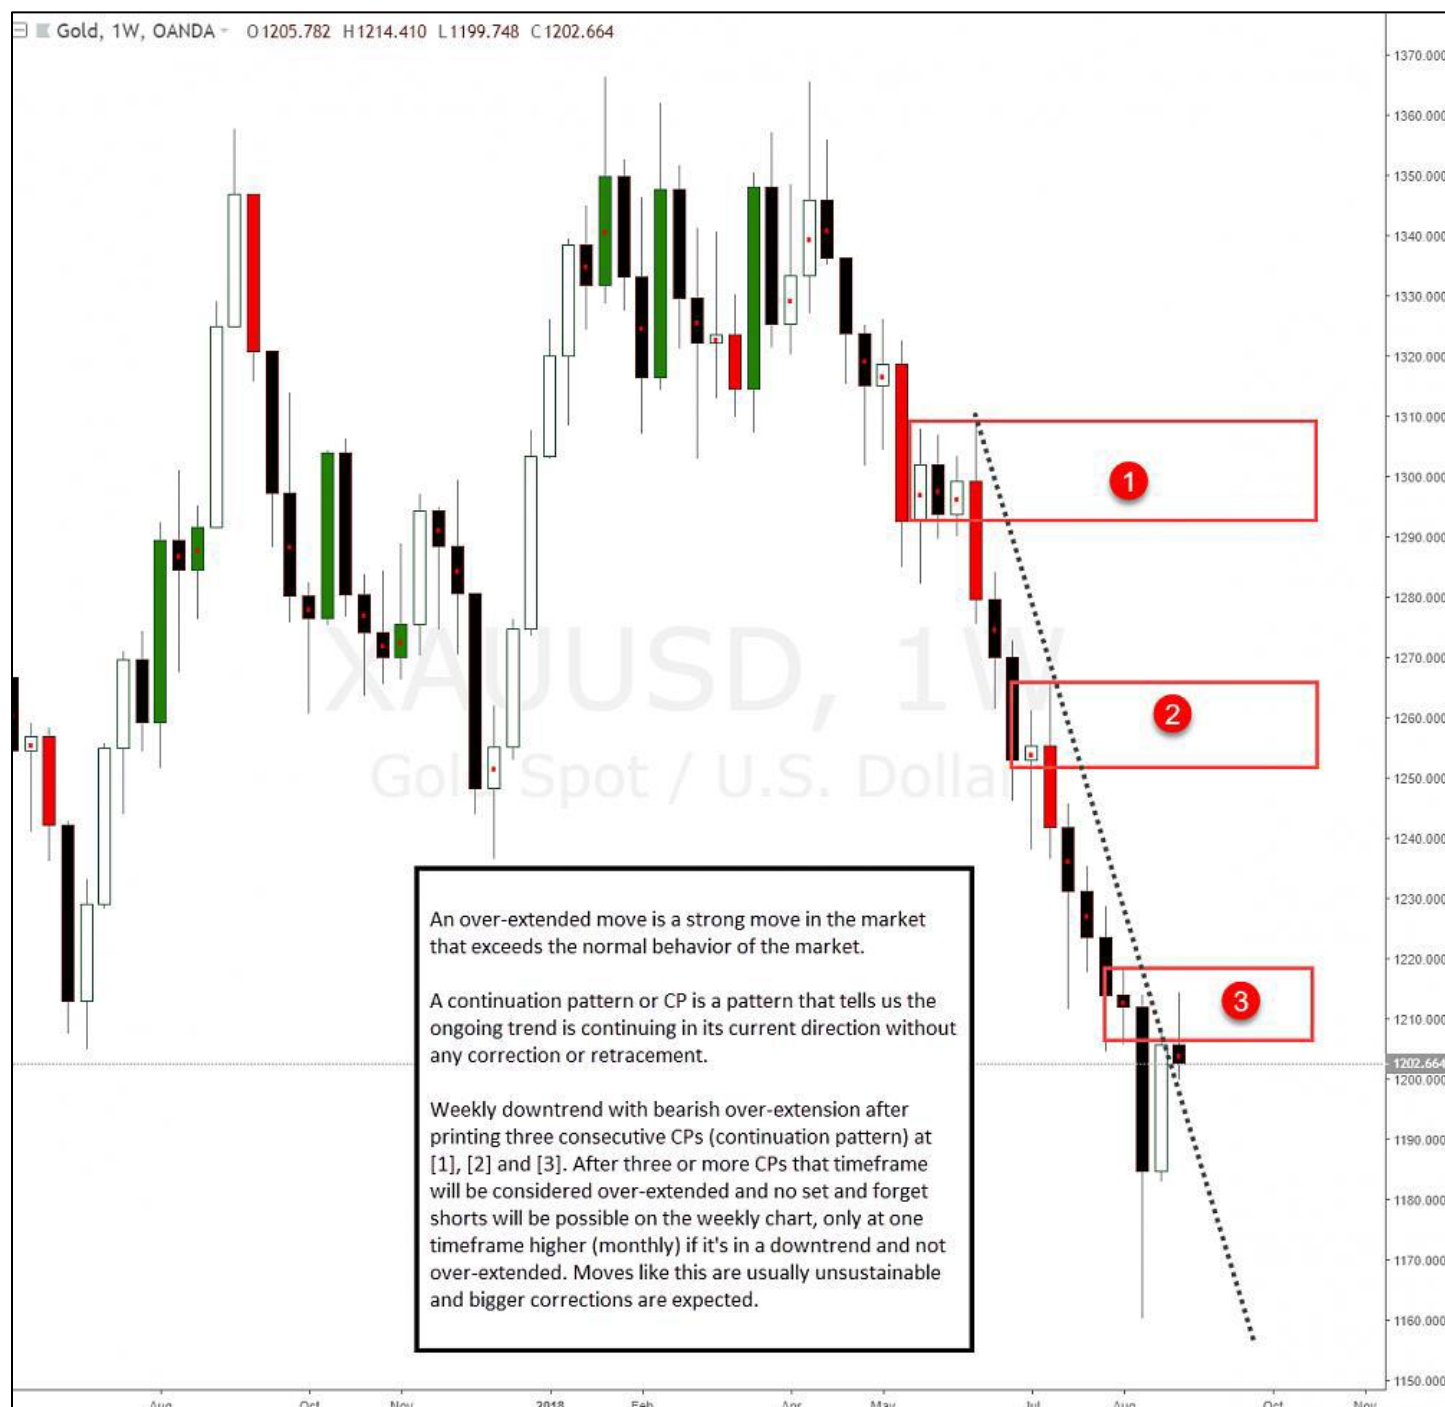 Gold, 1W, OANDA O1205.782 H1214.410 L1199.748 C1202.664
1370.000
1360.000
1350.000
1340.000
1330.000
1320.000
1310.000
1300.000
1290.000
1280.000
1270.000
1260.000
1250.000
1240.000
1230.000
1220.000
1210.000
1202.664
1200.000
1190.000
1180.000
1170.000
1160.000
1150.000
1
2
3
XAUUSD, 1W
Gold Spot / U.S. Dollar
An over-extended move is a strong move in the market
that exceeds the normal behavior of the market.
A continuation pattern or CP is a pattern that tells us the
ongoing trend is continuing in its current direction without
any correction or retracement.
Weekly downtrend with bearish over-extension after
printing three consecutive CPs (continuation pattern) at
[1], [2] and [3]. After three or more CPs that timeframe
will be considered over-extended and no set and forget
shorts will be possible on the weekly chart, only at one
timeframe higher (monthly) if it's in a downtrend and not
over-extended. Moves like this are usually unsustainable
and bigger corrections are expected.
Aug Oct Nov 2018 Feb Apr May Jul Aug Oct Nov